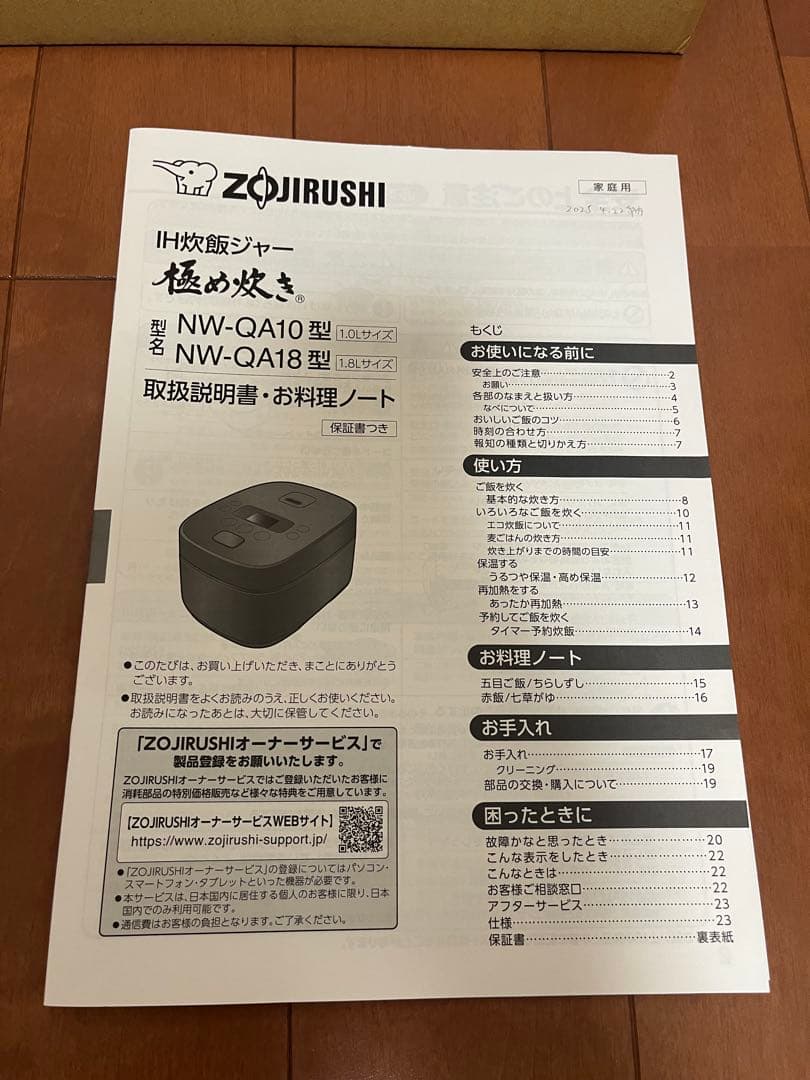 ZOJIRUSHI
家庭用
2025 4.22
IH炊飯ジャー
極め炊き®
型名
NW-QA10型 1.0Lサイズ
NW-QA18型 1.8Lサイズ
取扱説明書・お料理ノート
保証書つき
●このたびは、お買い上げいただき、まことにありがとう
ございます。
●取扱説明書をよくお読みのうえ、正しくお使いください。
お読みになったあとは、大切に保管してください。
「ZOJIRUSHIオーナーサービス」で
製品登録をお願いいたします。
ZOJIRUSHIオーナーサービスではご登録いただいたお客様に
消耗部品の特別価格販売など様々な特典をご用意しています。
【ZOJIRUSHIオーナーサービスWEBサイト】
https://www.zojirushi-support.jp/
●「ZOJIRUSHIオーナーサービス」の登録についてはパソコン・
スマートフォン・タブレットといった機器が必要です。
●本サービスは、日本国内に居住する個人のお客様に限り、日本
国内でのみ利用可能です。
●通信費はお客様の負担となります。ご了承ください。
もくじ
お使いになる前に
安全上のご注意……2
お願い……3
各部のなまえと扱い方……4
なべについて……5
おいしいご飯のコツ……6
時刻の合わせ方……7
報知の種類と切りかえ方……7
使い方
ご飯を炊く
基本的な炊き方……8
いろいろなご飯を炊く……10
エコ炊飯について……11
麦ごはんの炊き方……11
炊き上がりまでの時間の目安……11
保温する
うるつや保温・高め保温……12
再加熱をする
あったか再加熱……13
予約してご飯を炊く
タイマー予約炊飯……14
お料理ノート
五目ご飯/ちらしずし……15
赤飯/七草がゆ……16
お手入れ
お手入れ……17
クリーニング……19
部品の交換・購入について……19
困ったときに
故障かなと思ったとき……20
こんな表示をしたとき……22
こんなときは……22
お客様ご相談窓口……22
アフターサービス……23
仕様……23
保証書……裏表紙